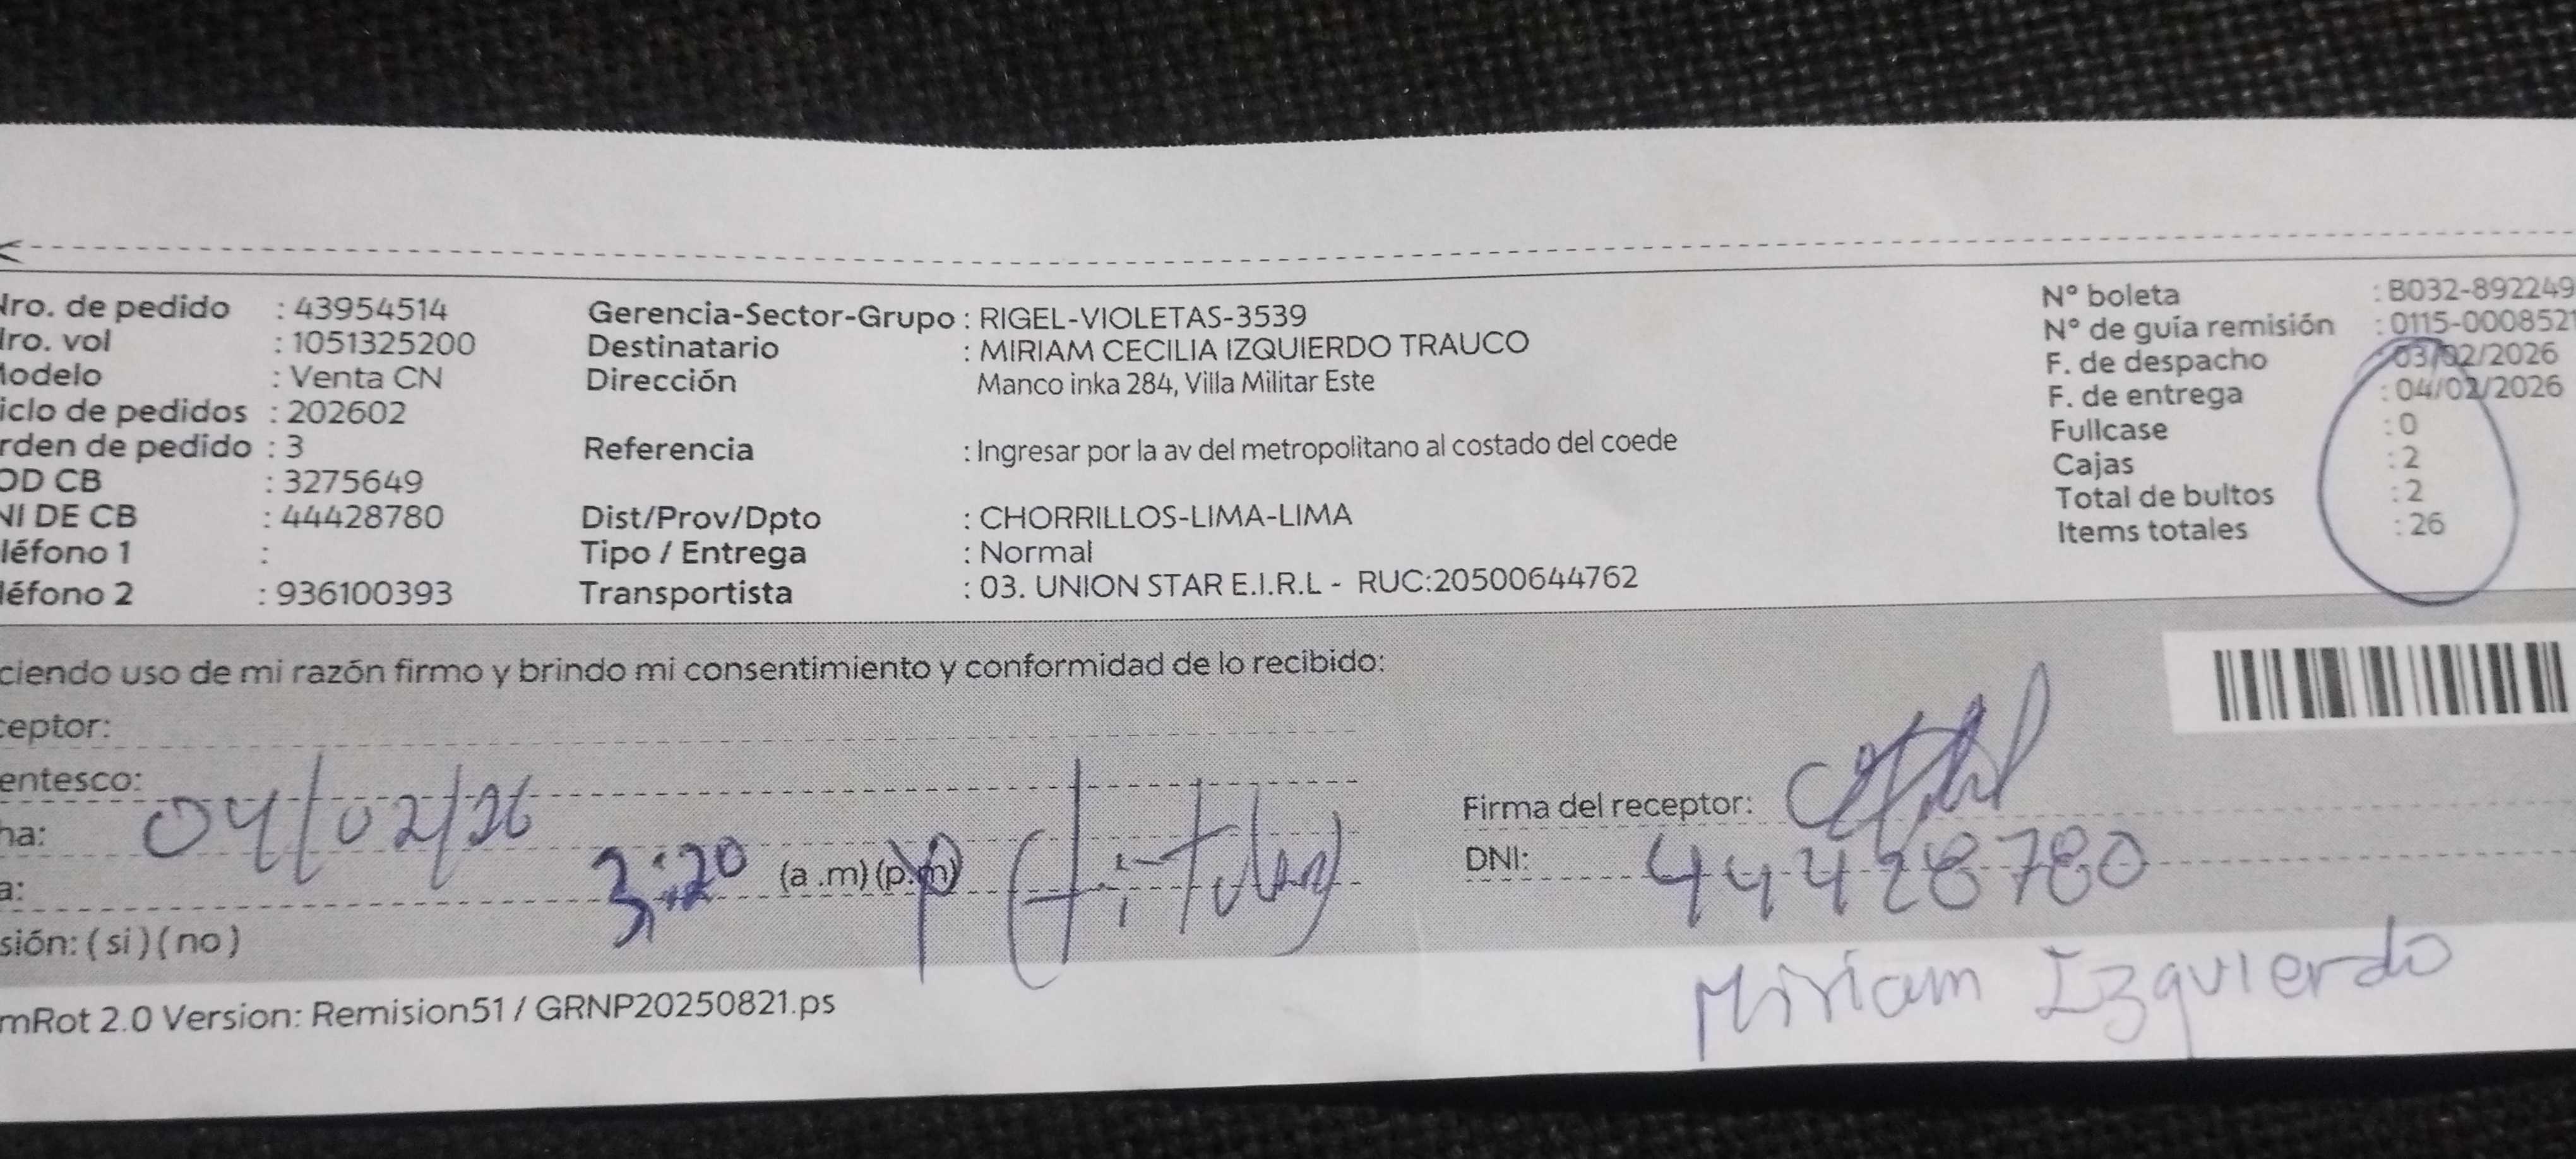 Nro. de pedido : 43954514
Nro. vol : 1051325200
Modelo : Venta CN
iclo de pedidos : 202602
rden de pedido : 3
OD CB : 3275649
NI DE CB : 44428780
léfono 1 :
léfono 2 : 936100393
Gerencia-Sector-Grupo : RIGEL-VIOLETAS-3539
Destinatario : MIRIAM CECILIA IZQUIERDO TRAUCO
Dirección Manco inka 284, Villa Militar Este
Referencia : Ingresar por la av del metropolitano al costado del coede
Dist/Prov/Dpto : CHORRILLOS-LIMA-LIMA
Tipo / Entrega : Normal
Transportista : 03. UNION STAR E.I.R.L - RUC:20500644762
N° boleta : B032-892249
N° de guía remisión : 0115-0008521
F. de despacho : 03/02/2026
F. de entrega : 04/02/2026
Fullcase : 0
Cajas : 2
Total de bultos : 2
Items totales : 26
ciendo uso de mi razón firmo y brindo mi consentimiento y conformidad de lo recibido:
ceptor:
entesco:
ha: 04/02/26
a: 3:20 (a .m) (p.m) (titular)
sión: ( si ) ( no )
Firma del receptor:
DNI: 44428780
Miriam Izquierdo
mRot 2.0 Version: Remision51 / GRNP20250821.ps